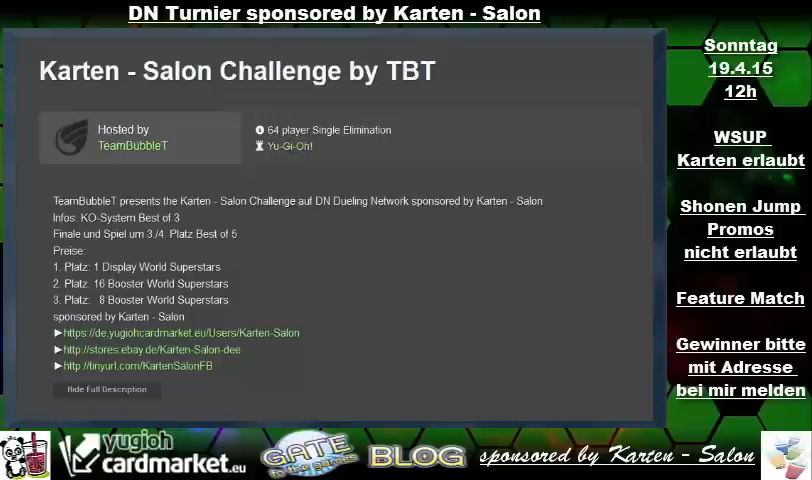 DN Turnier sponsored by Karten - Salon
Karten - Salon Challenge by TBT
Hosted by
TeamBubbleT
64 player Single Elimination
Yu-Gi-Oh!
TeamBubbleT presents the Karten - Salon Challenge auf DN Dueling Network sponsored by Karten - Salon
Infos: KO-System Best of 3
Finale und Spiel um 3./4. Platz Best of 5
Preise:
1. Platz: 1 Display World Superstars
2. Platz: 16 Booster World Superstars
3. Platz: 8 Booster World Superstars
sponsored by Karten - Salon
►https://de.yugiohcardmarket.eu/Users/Karten-Salon
►http://stores.ebay.de/Karten-Salon-dee
►http://tinyurl.com/KartenSalonFB
Hide Full Description
Sonntag
19.4.15
12h
WSUP
Karten erlaubt
Shonen Jump
Promos
nicht erlaubt
Feature Match
Gewinner bitte
mit Adresse
bei mir melden
yugioh
cardmarket.eu
GATE
to the games
BLOG
sponsored by Karten - Salon